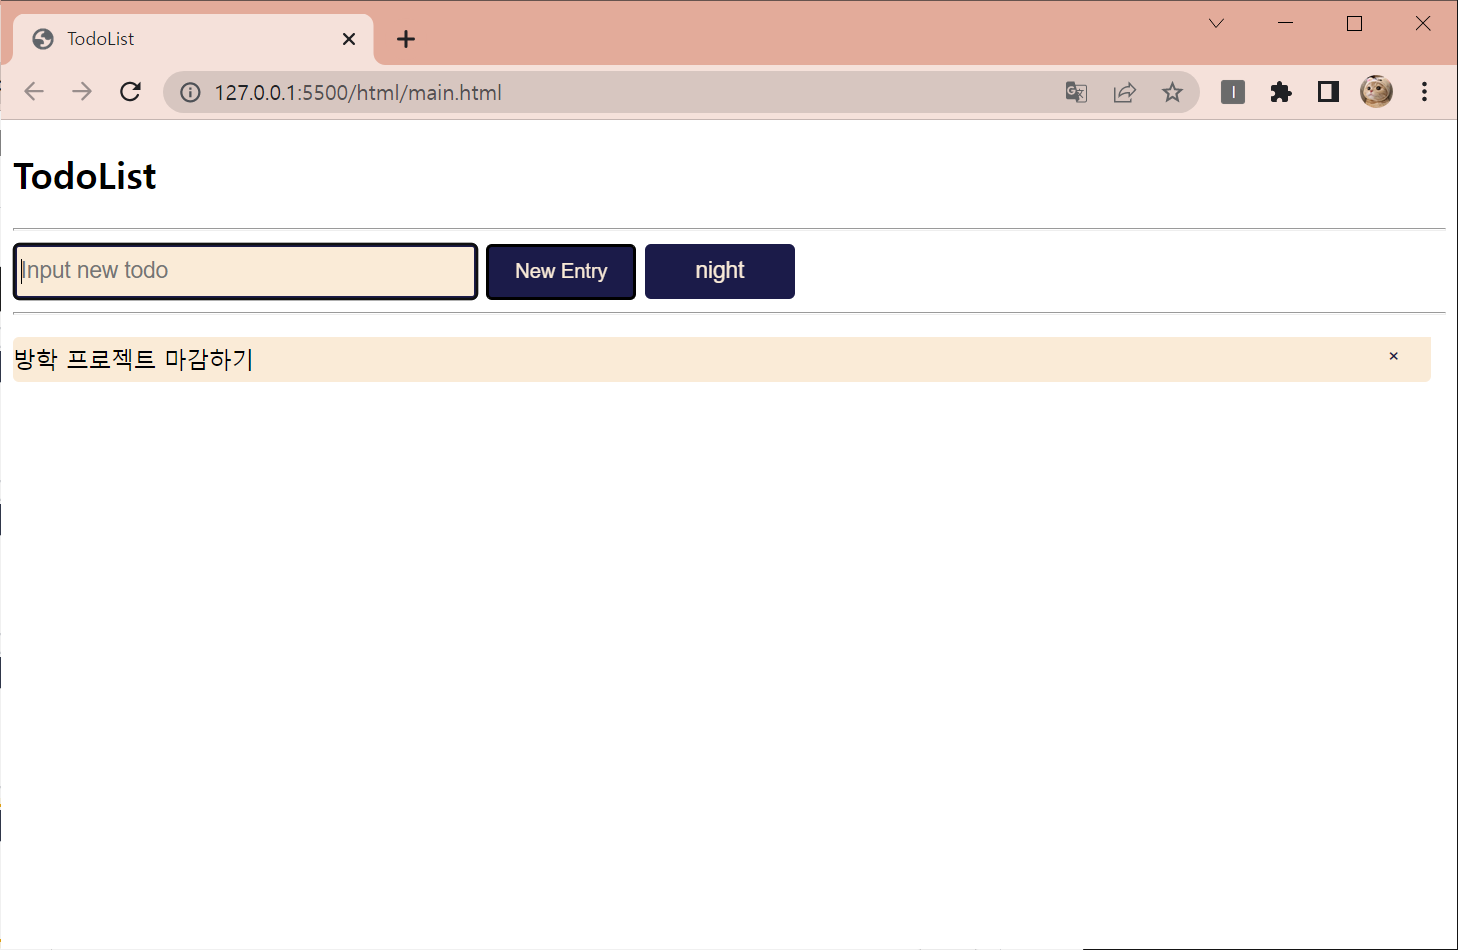 TodoList
127.0.0.1:5500/html/main.html
TodoList
Input new todo
New Entry
night
방학 프로젝트 마감하기